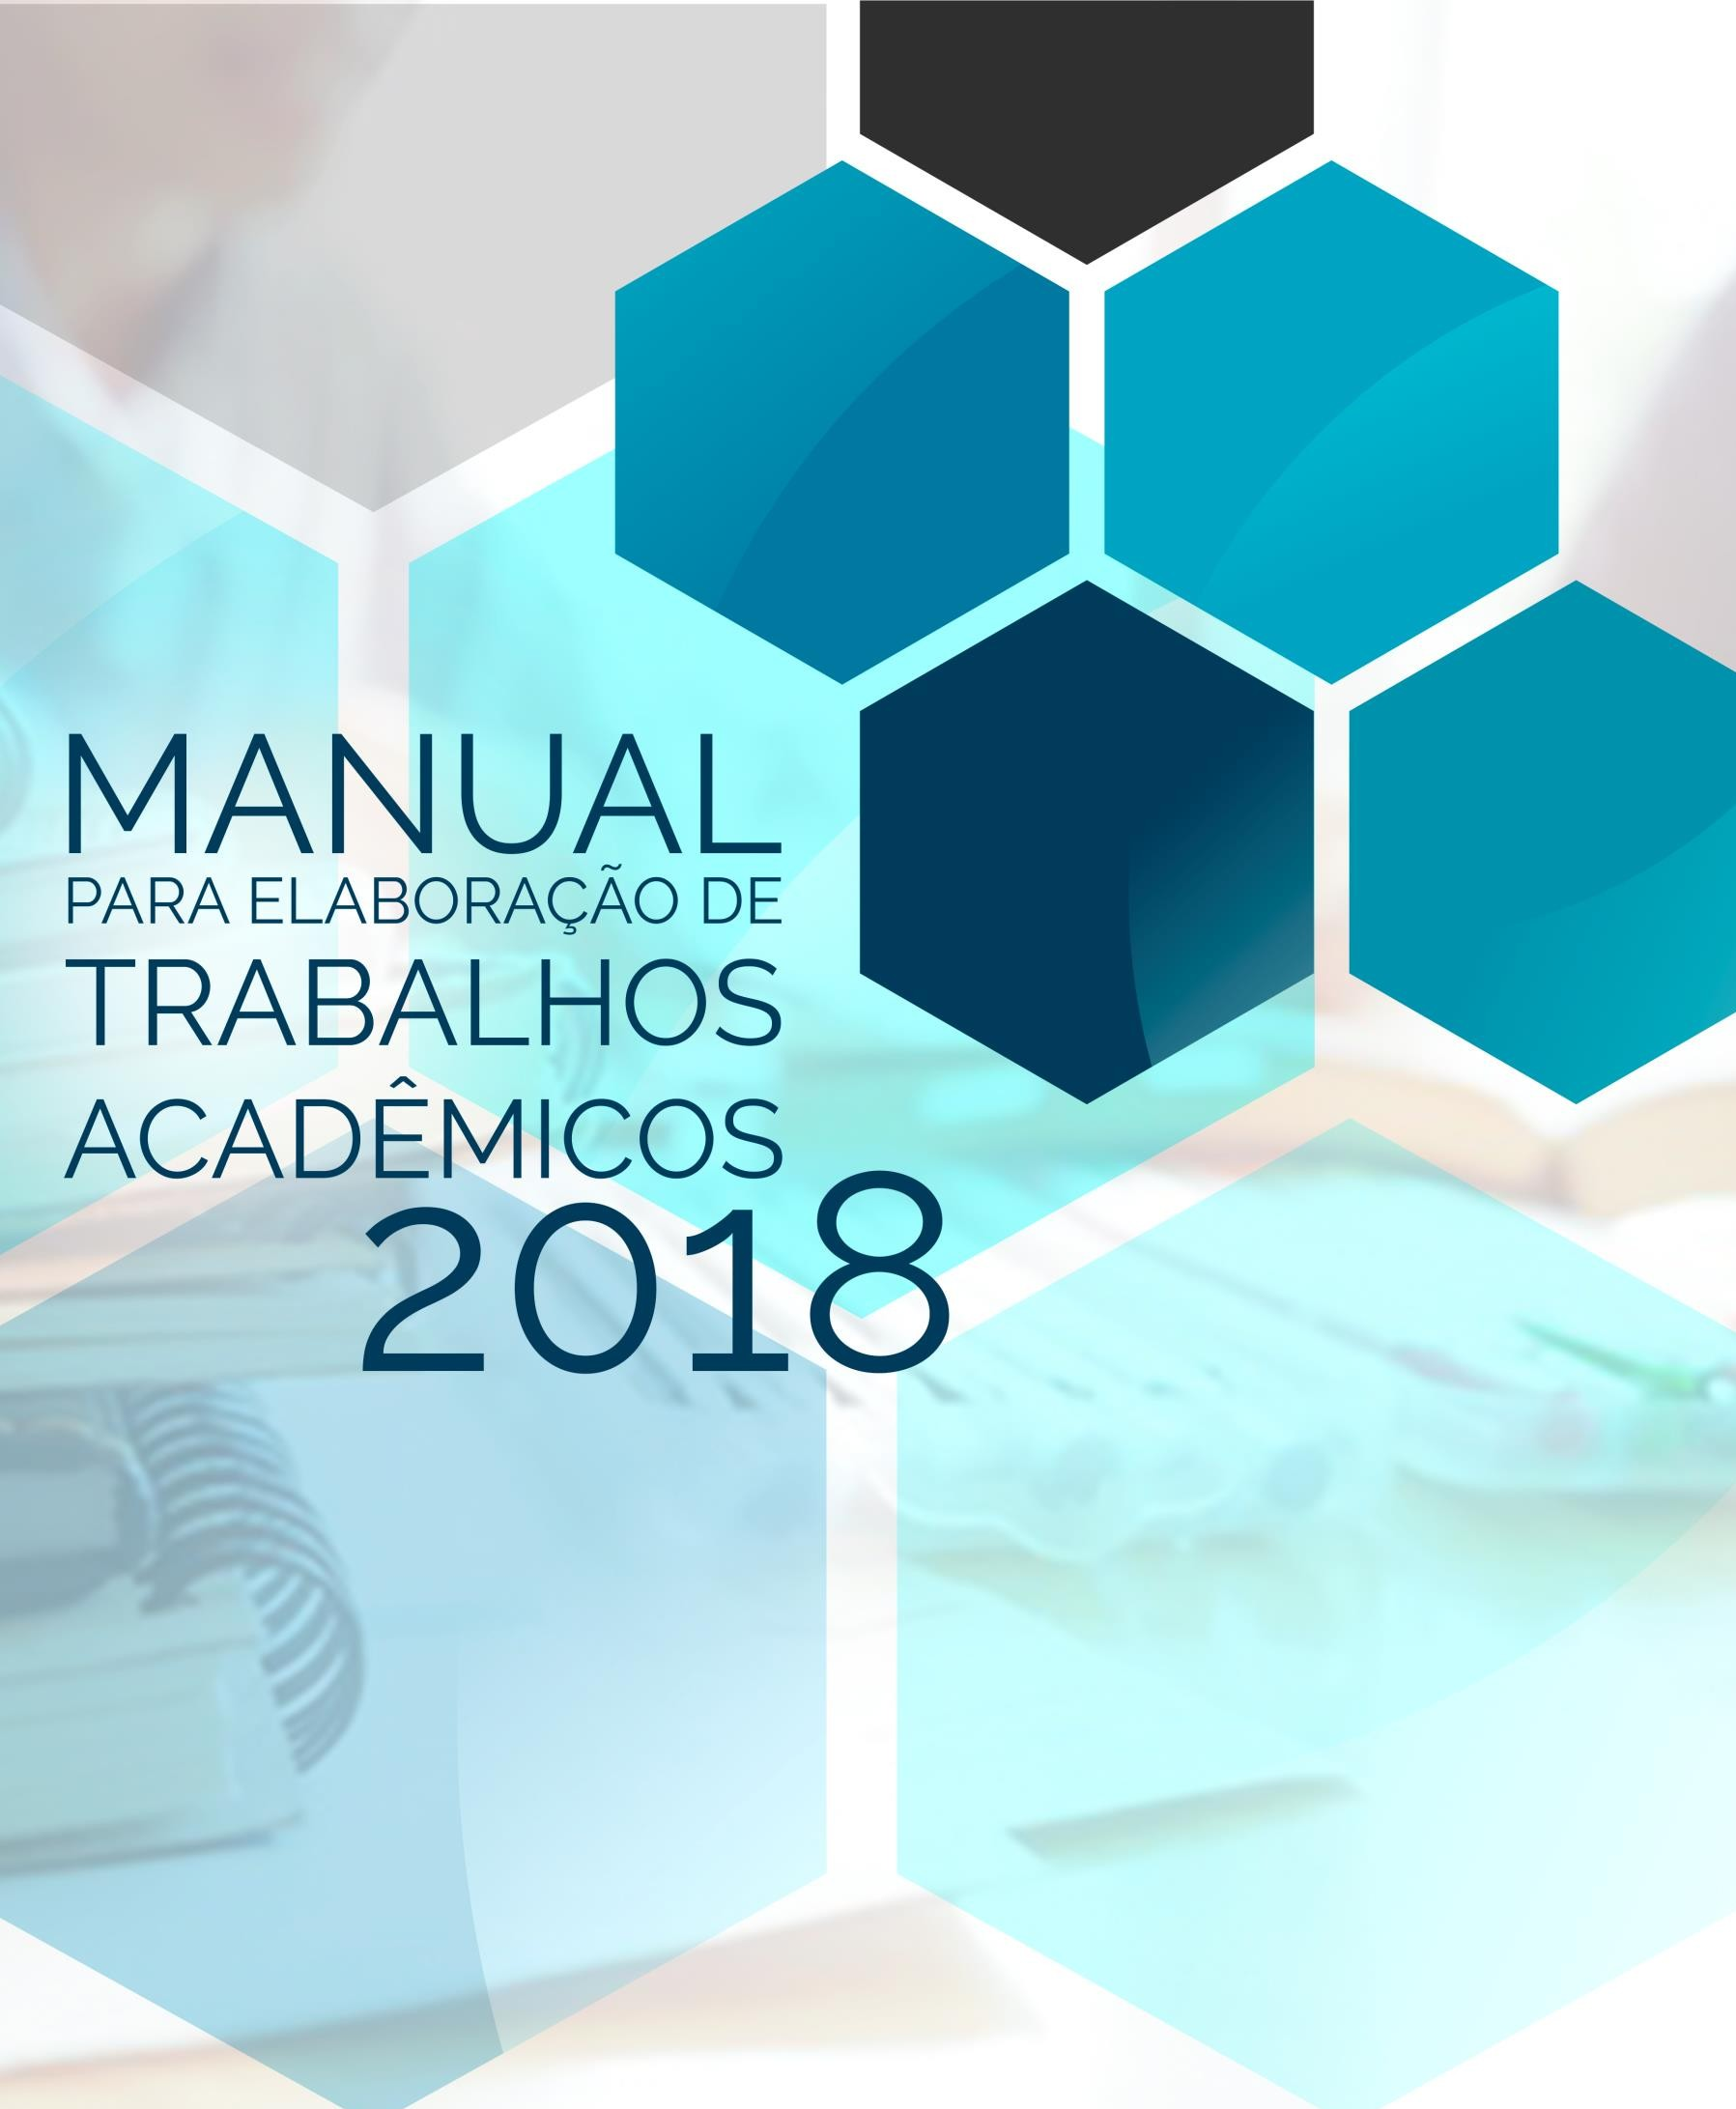 MANUAL
PARA ELABORAÇÃO DE
TRABALHOS
ACADÊMICOS
2018